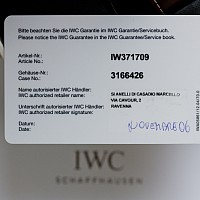 Bitte beachten Sie die IWC Garantie im IWC Garantie/Servicebuch.
Please notice the IWC Guarantee in the IWC Guarantee/Service book.
Artikel-Nr.: IW371709
Article No.:
Gehäuse-Nr.: 3166426
Case No.:
Name autorisierter IWC Händler: SIANELLI DI CASADIO MARCELLO
IWC authorized retailer name: VIA CAVOUR, 2
Unterschrift autorisierter IWC Händler: RAVENNA
IWC authorized retailer signature:
Datum:
Date: NOVEMBRE 06
IWC
SCHAFFHAUSEN